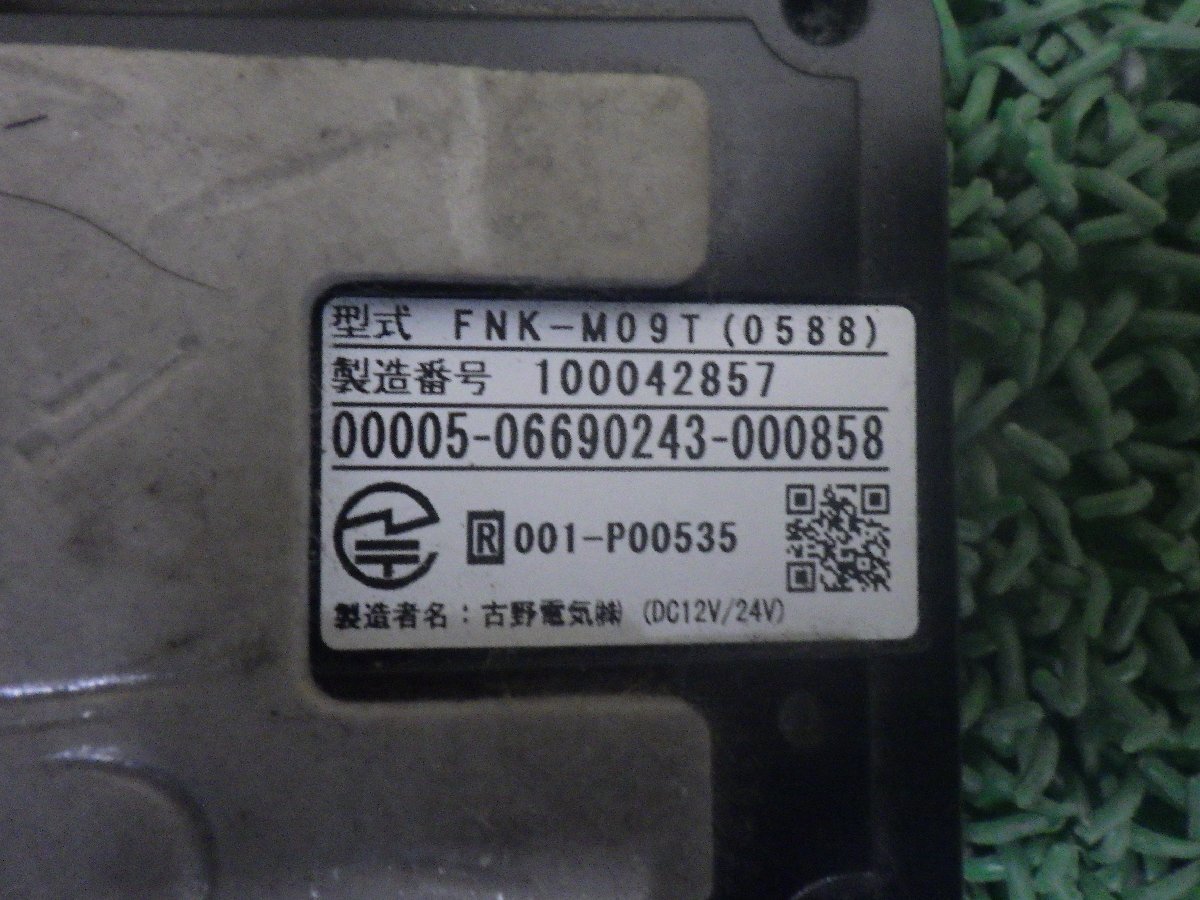 型式 FNK-M09T(0588)
製造番号 100042857
00005-06690243-000858
R 001-P00535
製造者名：古野電気㈱ (DC12V/24V)